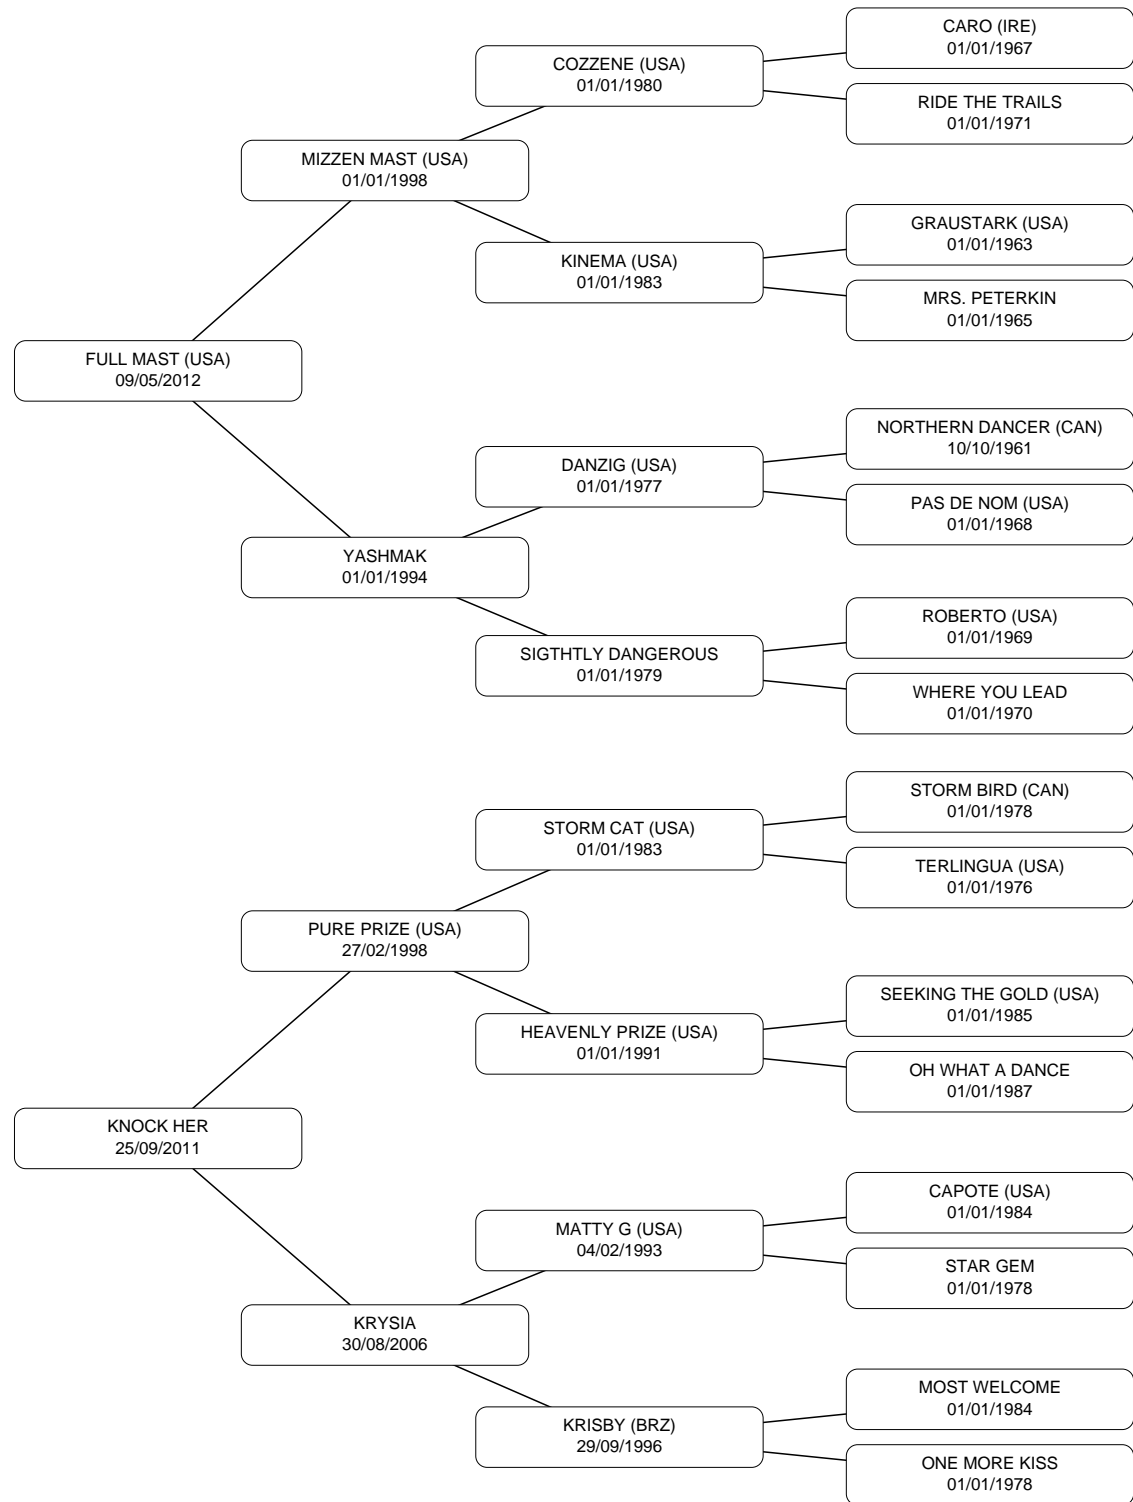 CARO (IRE)
01/01/1967
COZZENE (USA)
01/01/1980
RIDE THE TRAILS
01/01/1971
MIZZEN MAST (USA)
01/01/1998
GRAUSTARK (USA)
01/01/1963
KINEMA (USA)
01/01/1983
MRS. PETERKIN
01/01/1965
FULL MAST (USA)
09/05/2012
NORTHERN DANCER (CAN)
10/10/1961
DANZIG (USA)
01/01/1977
PAS DE NOM (USA)
01/01/1968
YASHMAK
01/01/1994
ROBERTO (USA)
01/01/1969
SIGTHTLY DANGEROUS
01/01/1979
WHERE YOU LEAD
01/01/1970
STORM BIRD (CAN)
01/01/1978
STORM CAT (USA)
01/01/1983
TERLINGUA (USA)
01/01/1976
PURE PRIZE (USA)
27/02/1998
SEEKING THE GOLD (USA)
01/01/1985
HEAVENLY PRIZE (USA)
01/01/1991
OH WHAT A DANCE
01/01/1987
KNOCK HER
25/09/2011
CAPOTE (USA)
01/01/1984
MATTY G (USA)
04/02/1993
STAR GEM
01/01/1978
KRYSIA
30/08/2006
MOST WELCOME
01/01/1984
KRISBY (BRZ)
29/09/1996
ONE MORE KISS
01/01/1978